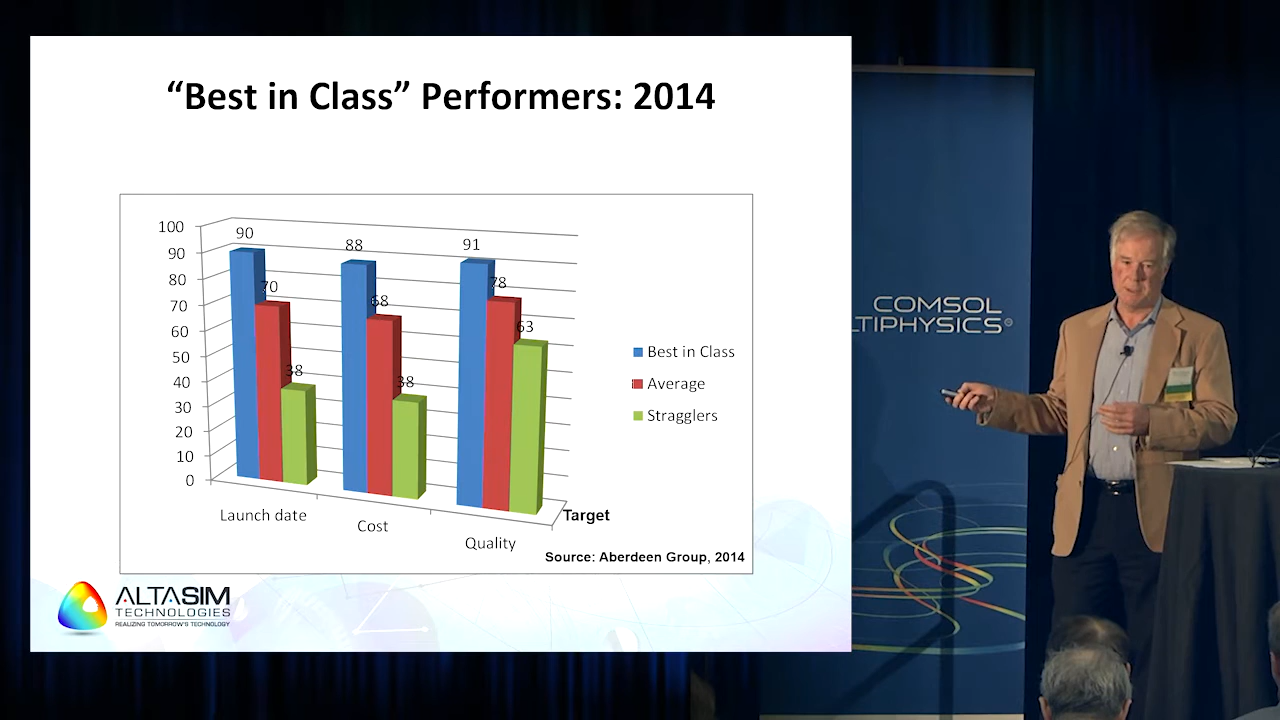 “Best in Class” Performers: 2014
100
90
80
70
60
50
40
30
20
10
0
90
70
38
88
68
38
91
78
63
Launch date
Cost
Quality
Target
Best in Class
Average
Stragglers
Source: Aberdeen Group, 2014
ALTASIM
TECHNOLOGIES
REALIZING TOMORROW'S TECHNOLOGY
COMSOL
LTIPHYSICS®